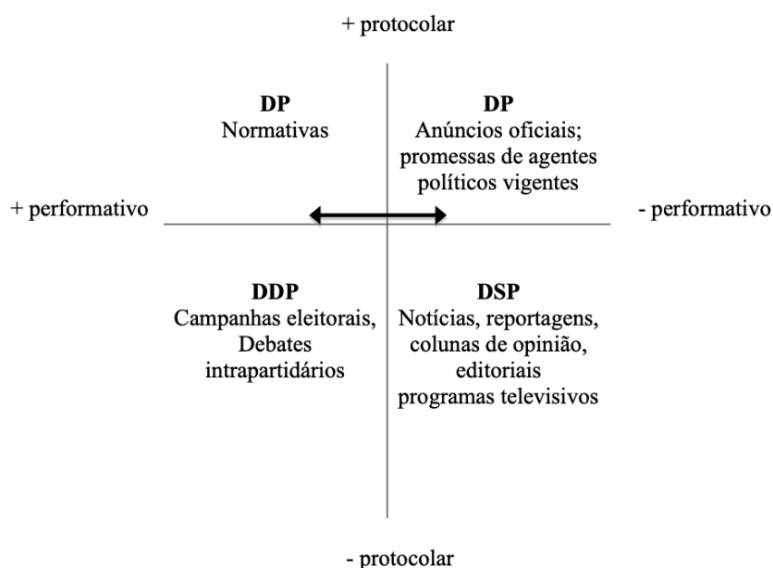 + protocolar
DP
Normativas
DP
Anúncios oficiais;
promessas de agentes
políticos vigentes
+ performativo
- performativo
DDP
Campanhas eleitorais,
Debates
intrapartidários
DSP
Notícias, reportagens,
colunas de opinião,
editoriais
programas televisivos
- protocolar